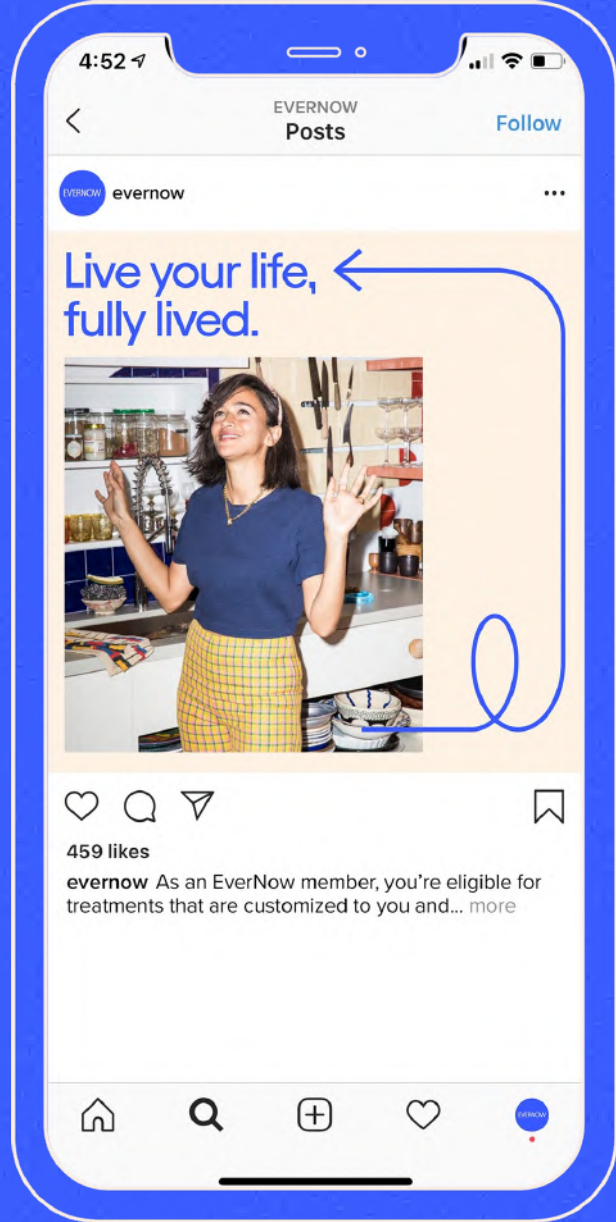 4:52
EVERNOW
Posts
Follow
EVERNOW
evernow
Live your life,
fully lived.
459 likes
evernow As an EverNow member, you’re eligible for
treatments that are customized to you and... more
EVERNOW